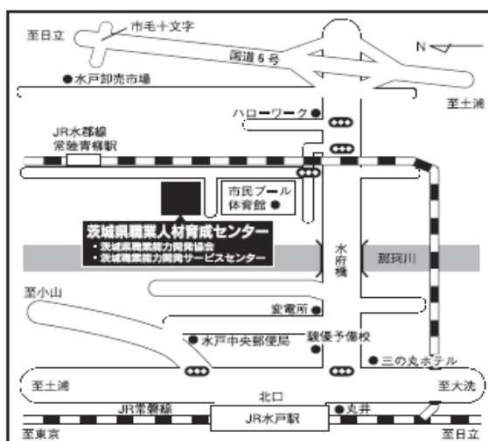 市毛十文字
至日立
国道6号
N
水戸卸売市場
至土浦
ハローワーク
JR水郡線
常陸青柳駅
市民プール
体育館
茨城県職業人材育成センター
・茨城県職業能力開発協会
・茨城職業能力開発サービスセンター
水府橋
那珂川
至小山
変電所
水戸中央郵便局
駿優予備校
三の丸ホテル
至土浦
北口
至大洗
JR常磐線
JR水戸駅
丸井
至東京
至日立